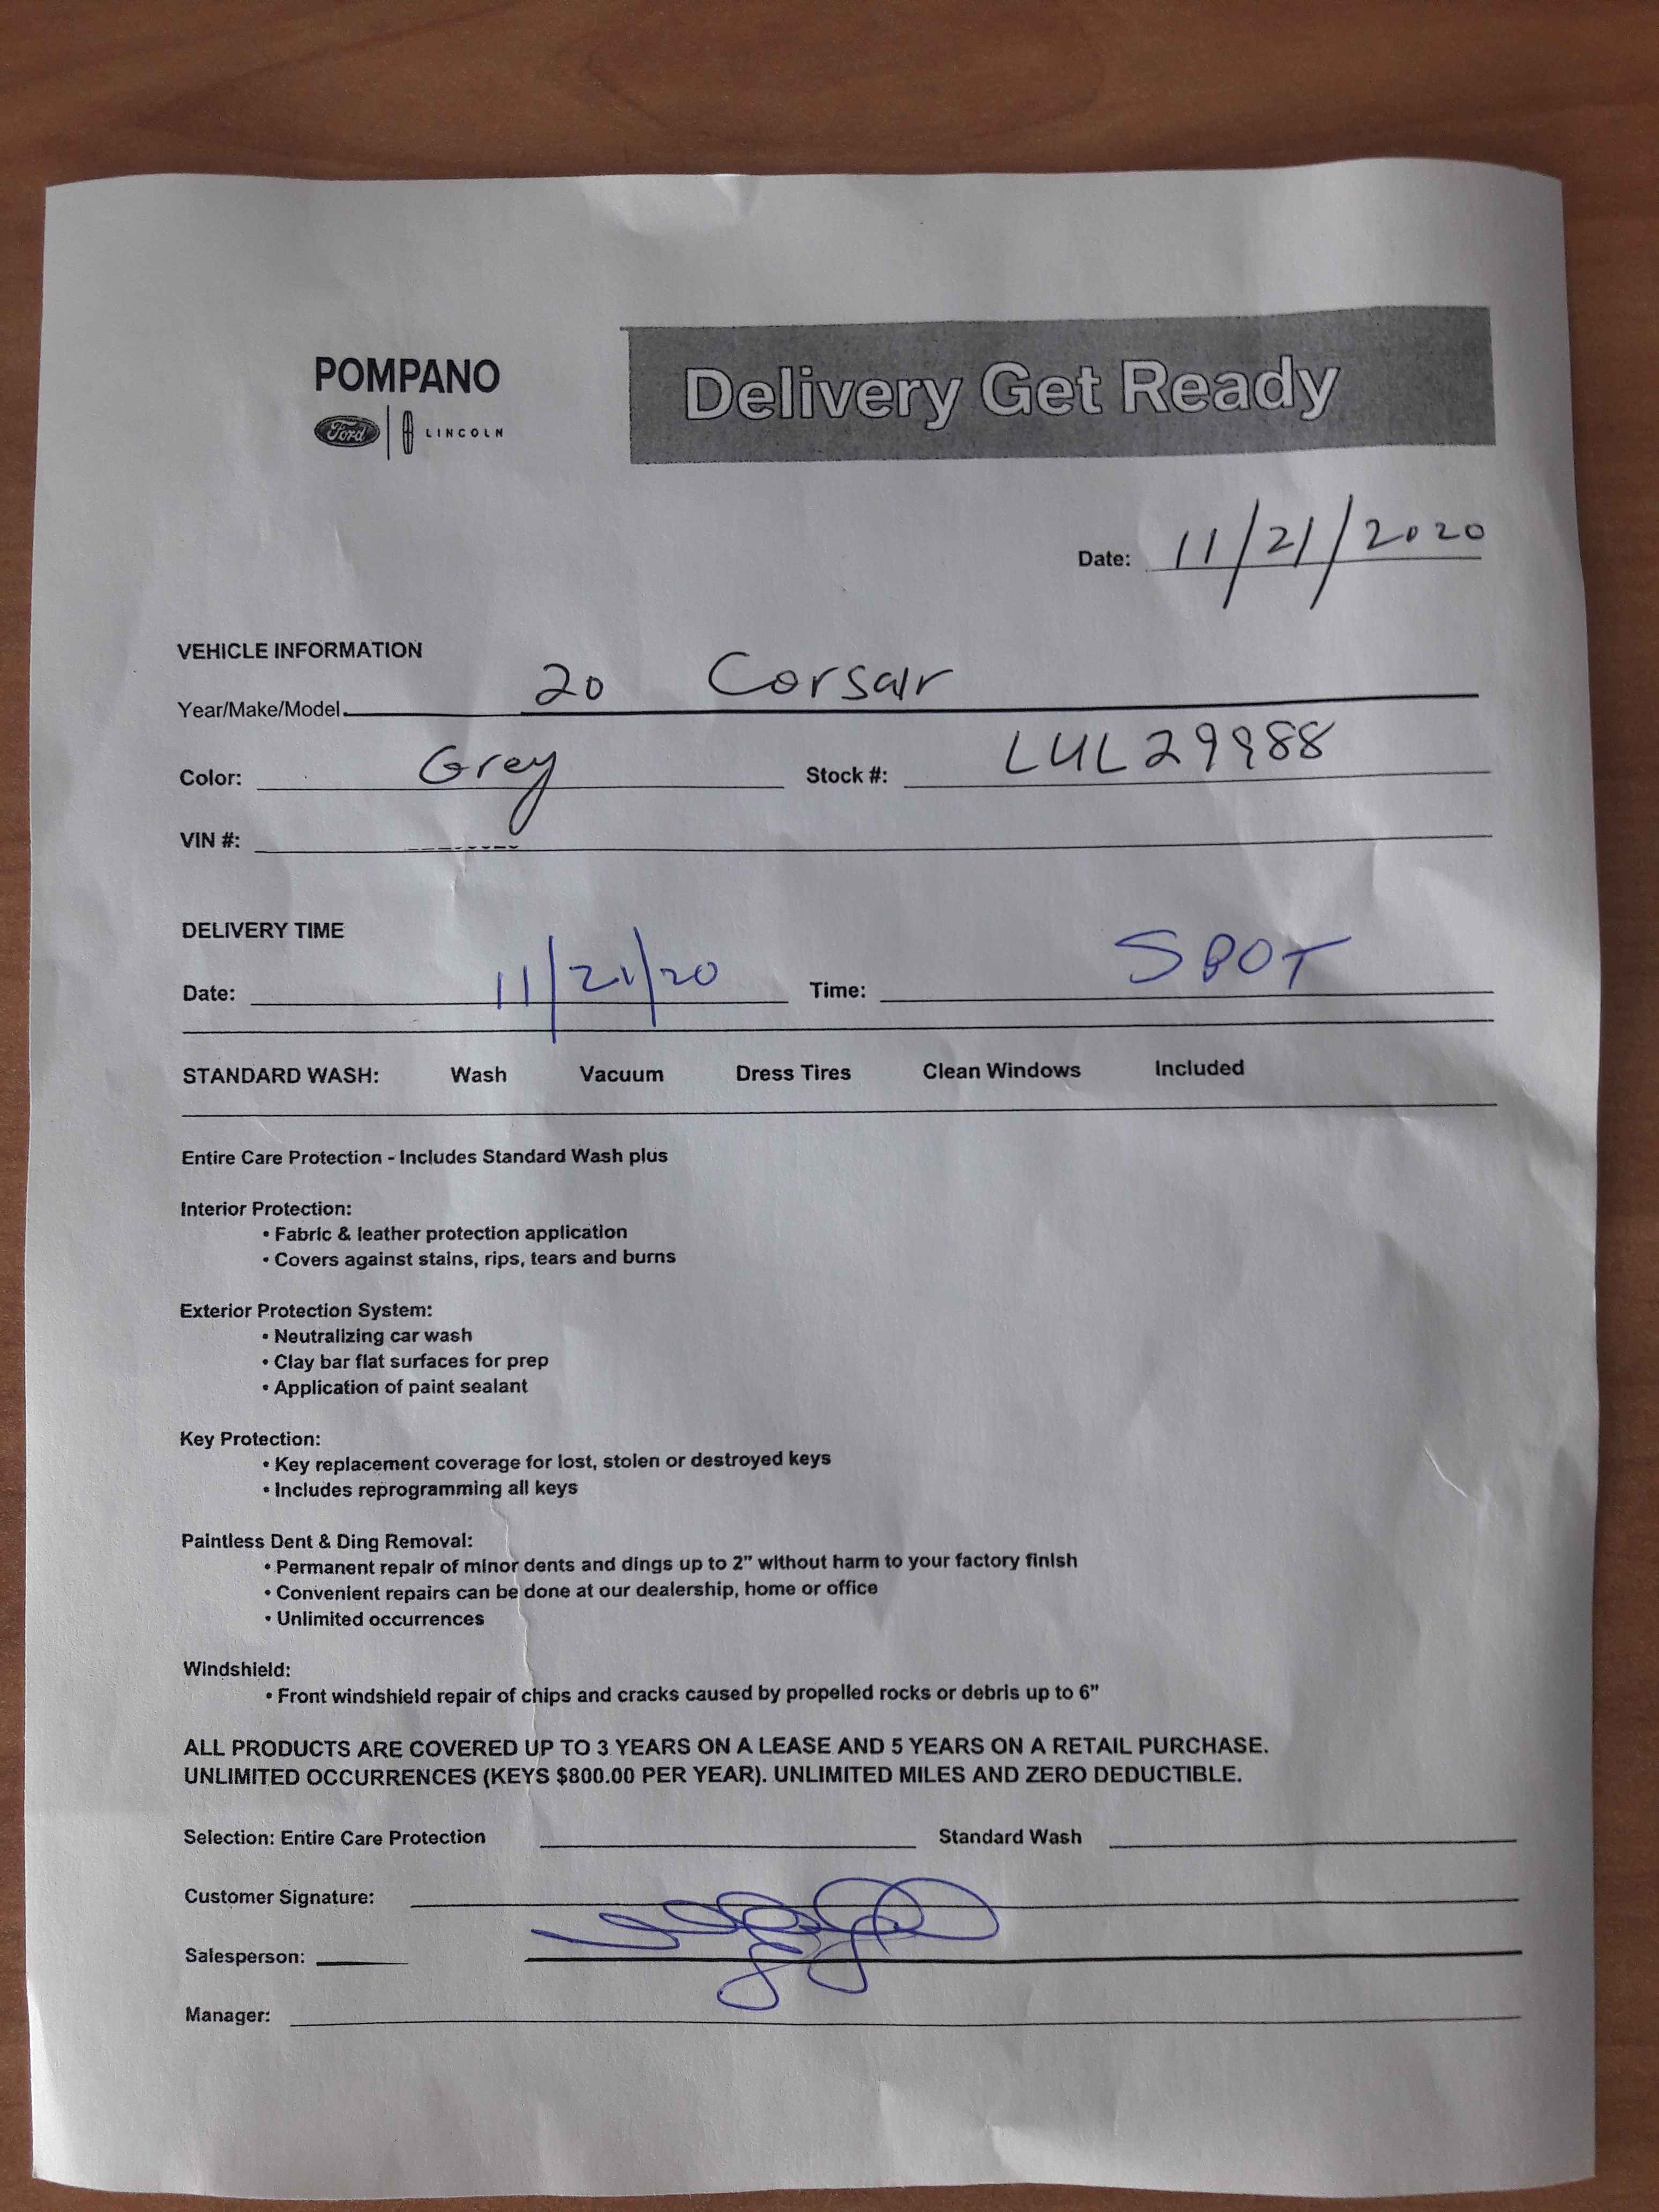 POMPANO
Ford LINCOLN
Delivery Get Ready
Date: 11/21/2020
VEHICLE INFORMATION
Year/Make/Model 20 Corsair
Color: Grey Stock #: LUL29988
VIN #:
DELIVERY TIME
Date: 11/21/20 Time: SPOT
STANDARD WASH: Wash Vacuum Dress Tires Clean Windows Included
Entire Care Protection - Includes Standard Wash plus
Interior Protection:
• Fabric & leather protection application
• Covers against stains, rips, tears and burns
Exterior Protection System:
• Neutralizing car wash
• Clay bar flat surfaces for prep
• Application of paint sealant
Key Protection:
• Key replacement coverage for lost, stolen or destroyed keys
• Includes reprogramming all keys
Paintless Dent & Ding Removal:
• Permanent repair of minor dents and dings up to 2" without harm to your factory finish
• Convenient repairs can be done at our dealership, home or office
• Unlimited occurrences
Windshield:
• Front windshield repair of chips and cracks caused by propelled rocks or debris up to 6"
ALL PRODUCTS ARE COVERED UP TO 3 YEARS ON A LEASE AND 5 YEARS ON A RETAIL PURCHASE.
UNLIMITED OCCURRENCES (KEYS $800.00 PER YEAR). UNLIMITED MILES AND ZERO DEDUCTIBLE.
Selection: Entire Care Protection Standard Wash
Customer Signature:
Salesperson:
Manager: